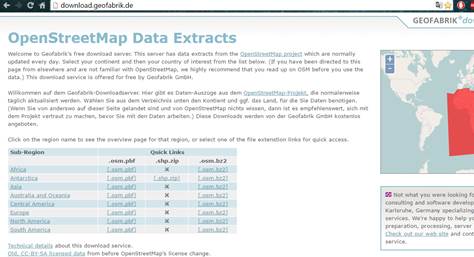 download.geofabrik.de
GEOFABRIK
OpenStreetMap Data Extracts
Welcome to Geofabrik's free download server. This server has data extracts from the OpenStreetMap project which are normally
updated every day. Select your continent and then your country of interest from the list below. (If you have been directed to this
page from elsewhere and are not familiar with OpenStreetMap, we highly recommend that you read up on OSM before you use the
data.) This download service is offered for free by Geofabrik GmbH.
Willkommen auf dem Geofabrik-Downloadserver. Hier gibt es Daten-Auszüge aus dem OpenStreetMap-Projekt, die normalerweise
täglich aktualisiert werden. Wählen Sie aus dem Verzeichnis unten den Kontinent und ggf. das Land, für die Sie Daten benötigen.
(Wenn Sie von anderswo auf dieser Seite gelandet sind und von OpenStreetMap nichts wissen, dann ist es empfehlenswert, sich mit
dem Projekt vertraut zu machen, bevor Sie mit den Daten arbeiten.) Diese Downloads werden von der Geofabrik GmbH kostenlos
angeboten.
Click on the region name to see the overview page for that region, or select one of the file extension links for quick access.
Sub Region Quick Links
.osm.pbf .shp.zip .osm.bz2
Africa [.osm.pbf] [.osm.bz2]
Antarctica [.osm.pbf] [.shp.zip] [.osm.bz2]
Asia [.osm.pbf] [.osm.bz2]
Australia and Oceania [.osm.pbf] [.osm.bz2]
Central America [.osm.pbf] [.osm.bz2]
Europe [.osm.pbf] [.osm.bz2]
North America [.osm.pbf] [.osm.bz2]
South America [.osm.pbf] [.osm.bz2]
Technical details about this download service.
Old, CC-BY-SA licensed data from before OpenStreetMap's license change.
+
Not what you were looking fo
consulting and software develop
Karlsruhe, Germany specializing
services. We're happy to help yo
preparation, processing, server
Check out our web site and cont